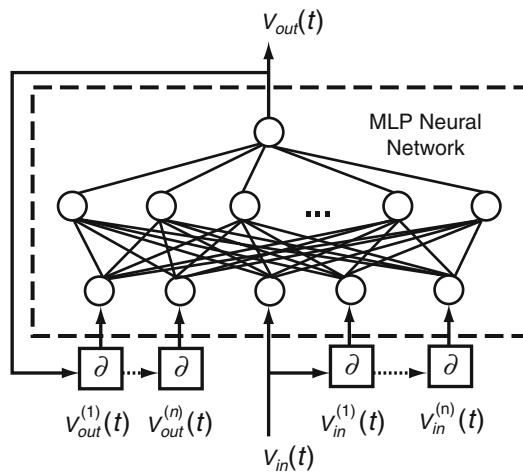 V_out(t)
MLP Neural
Network
...
∂ ∂ ∂ ∂
V_out^(1)(t) V_out^(n)(t) V_in^(1)(t) V_in^(n)(t)
V_in(t)